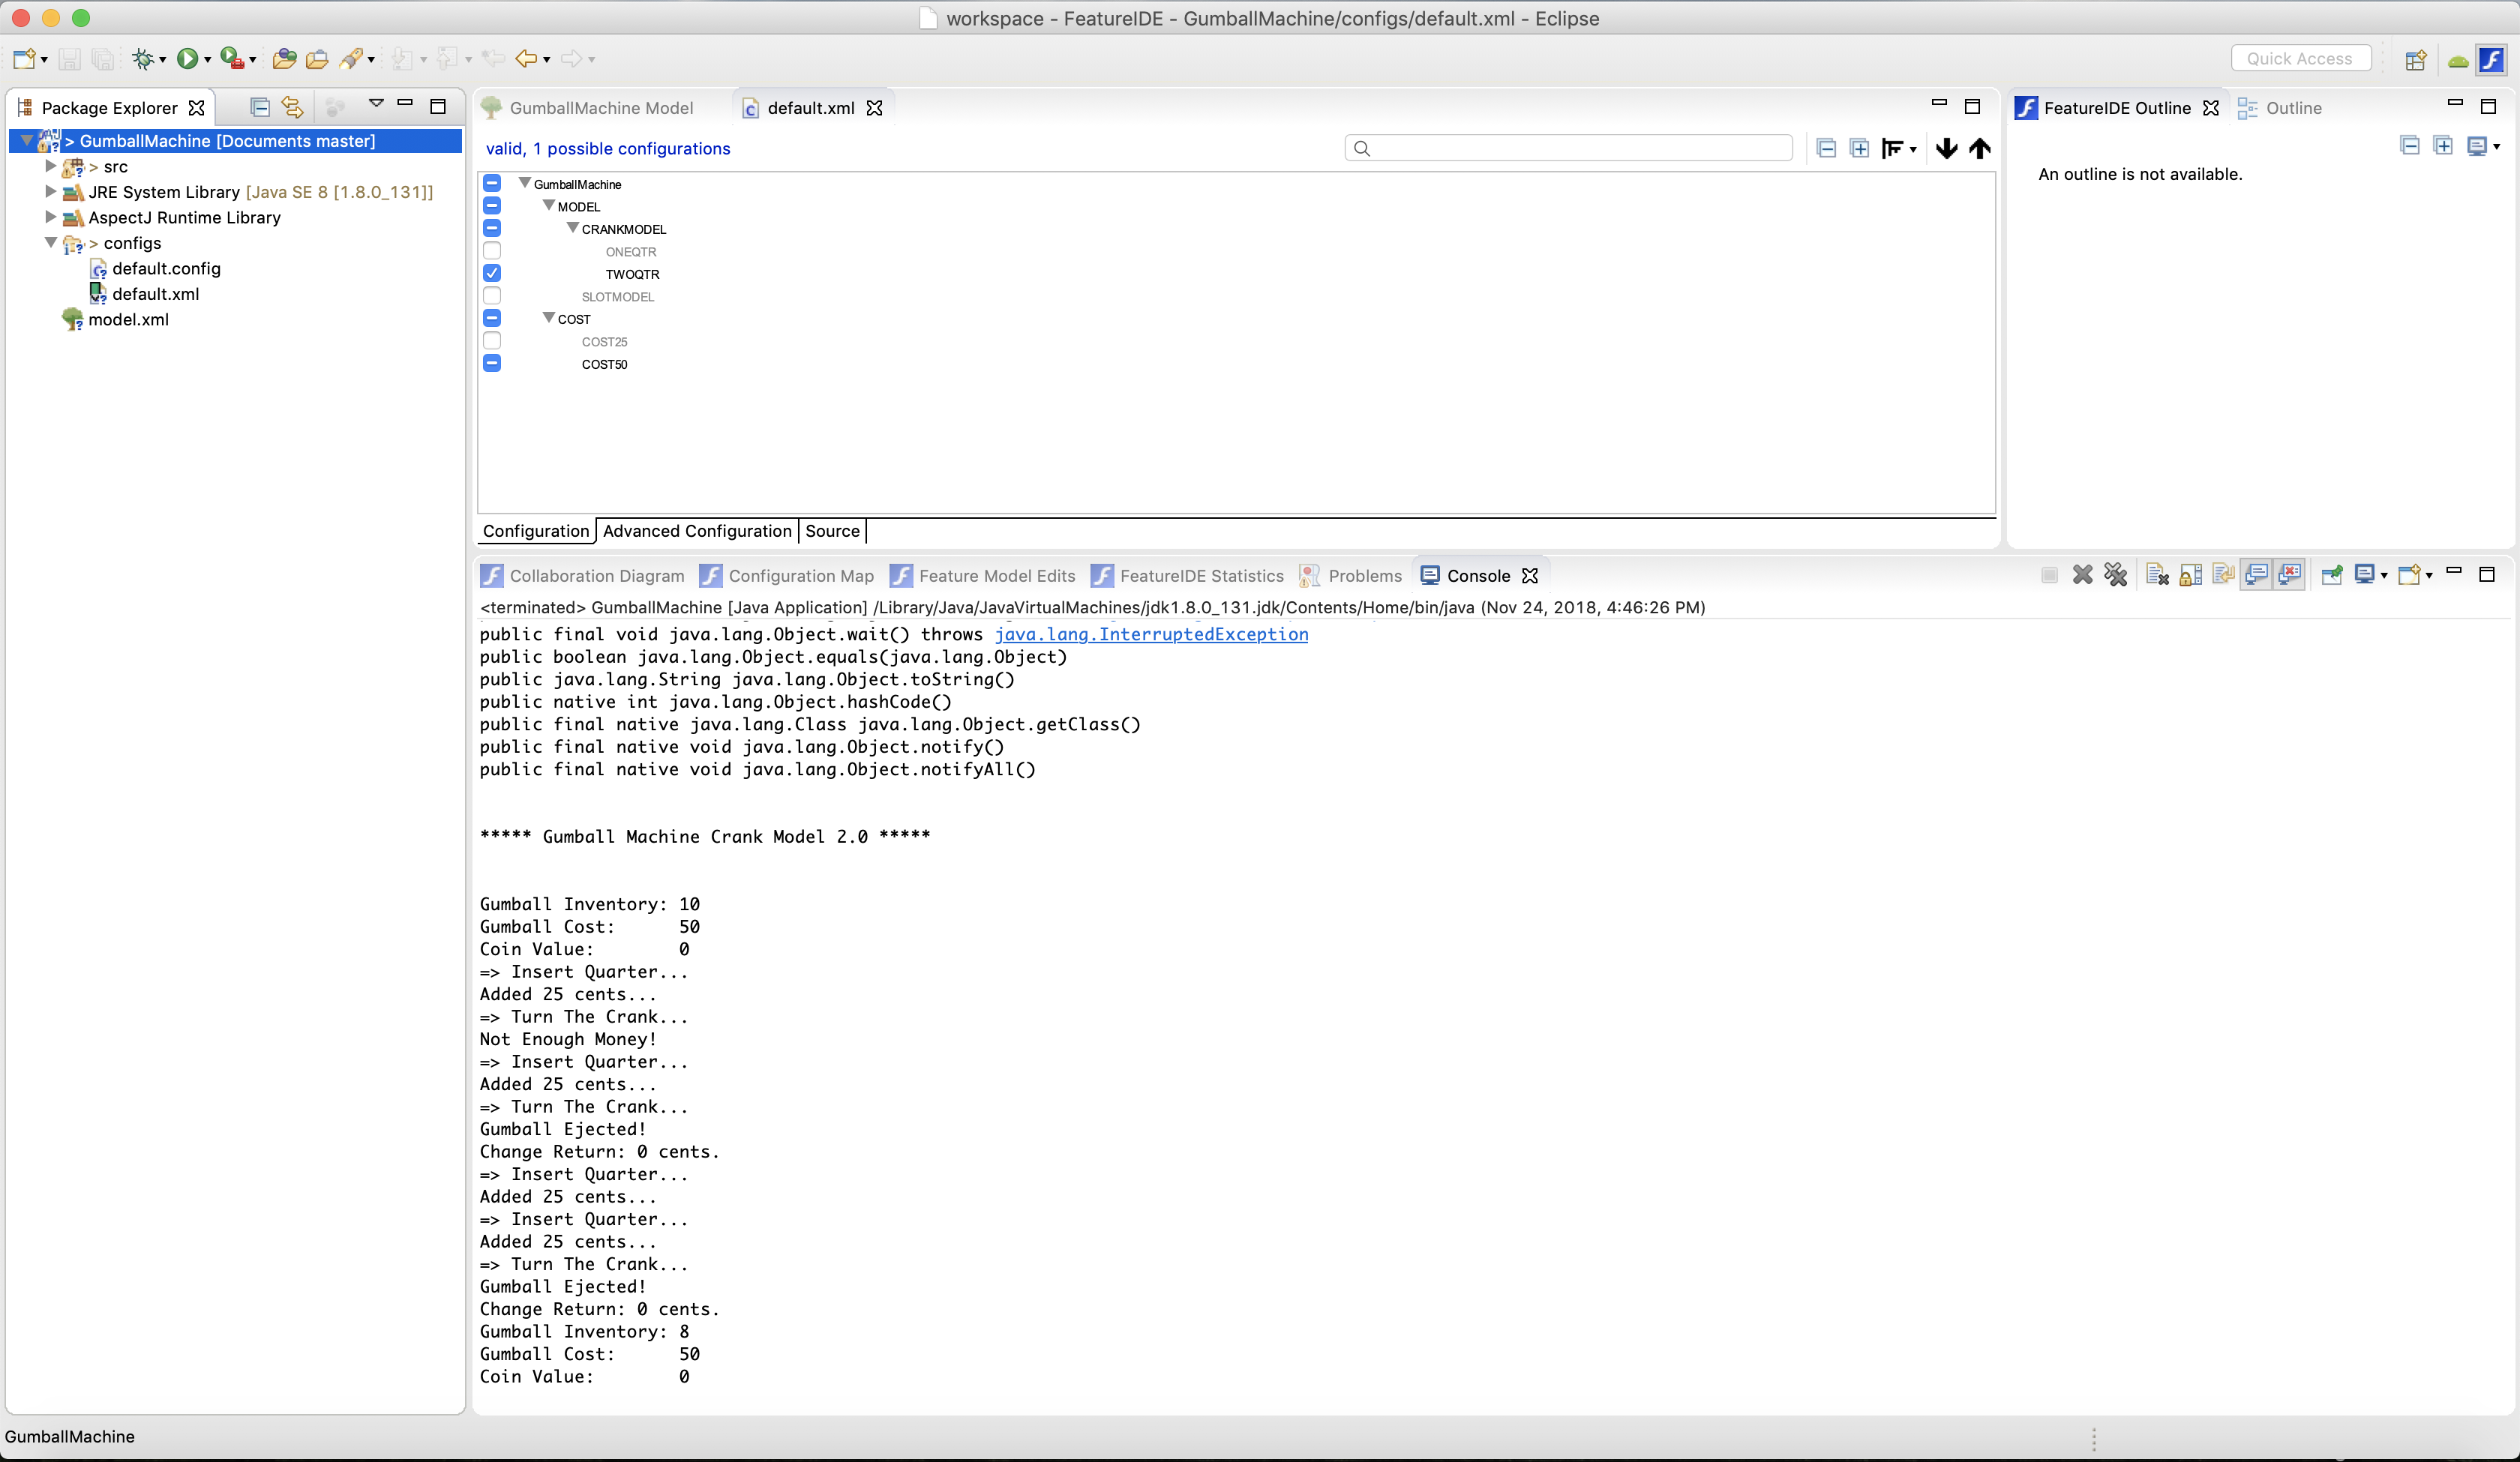 workspace - FeatureIDE - GumballMachine/configs/default.xml - Eclipse
Quick Access
Package Explorer
> GumballMachine [Documents master]
> src
JRE System Library [Java SE 8 [1.8.0_131]]
AspectJ Runtime Library
> configs
default.config
default.xml
model.xml
GumballMachine Model
default.xml
valid, 1 possible configurations
GumballMachine
MODEL
CRANKMODEL
ONEQTR
TWOQTR
SLOTMODEL
COST
COST25
COST50
Configuration
Advanced Configuration
Source
FeatureIDE Outline
Outline
An outline is not available.
Collaboration Diagram
Configuration Map
Feature Model Edits
FeatureIDE Statistics
Problems
Console
<terminated> GumballMachine [Java Application] /Library/Java/JavaVirtualMachines/jdk1.8.0_131.jdk/Contents/Home/bin/java (Nov 24, 2018, 4:46:26 PM)
public final void java.lang.Object.wait() throws java.lang.InterruptedException
public boolean java.lang.Object.equals(java.lang.Object)
public java.lang.String java.lang.Object.toString()
public native int java.lang.Object.hashCode()
public final native java.lang.Class java.lang.Object.getClass()
public final native void java.lang.Object.notify()
public final native void java.lang.Object.notifyAll()
***** Gumball Machine Crank Model 2.0 *****
Gumball Inventory: 10
Gumball Cost: 50
Coin Value: 0
=> Insert Quarter...
Added 25 cents...
=> Turn The Crank...
Not Enough Money!
=> Insert Quarter...
Added 25 cents...
=> Turn The Crank...
Gumball Ejected!
Change Return: 0 cents.
=> Insert Quarter...
Added 25 cents...
=> Insert Quarter...
Added 25 cents...
=> Turn The Crank...
Gumball Ejected!
Change Return: 0 cents.
Gumball Inventory: 8
Gumball Cost: 50
Coin Value: 0
GumballMachine